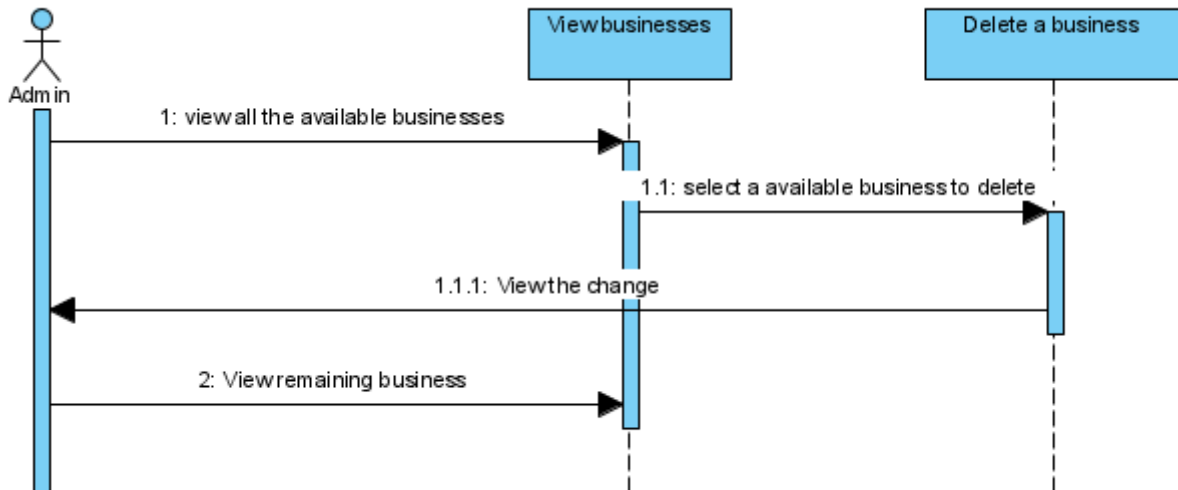 View businesses
Delete a business
Admin
1: view all the available businesses
1.1: select a available business to delete
1.1.1: View the change
2: View remaining business